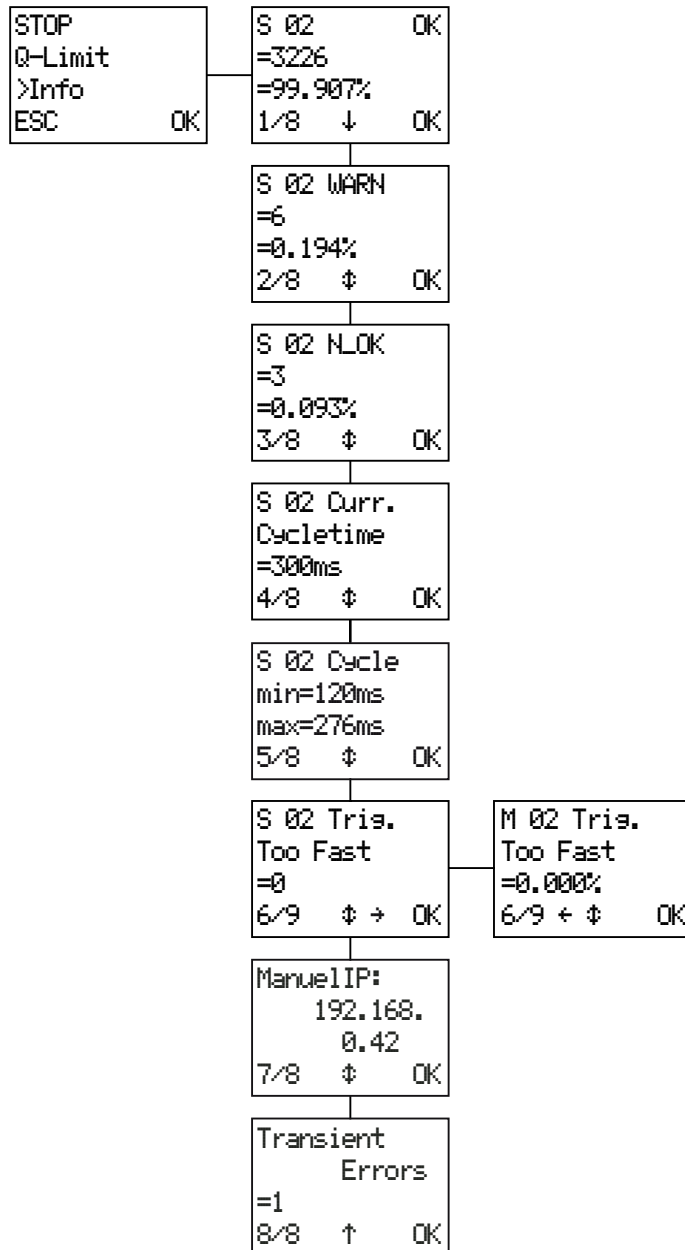 STOP
Q-Limit
>Info
ESC OK
S 02 OK
=3226
=99.907%
1/8 ↓ OK
S 02 WARN
=6
=0.194%
2/8 ⇕ OK
S 02 N_OK
=3
=0.093%
3/8 ⇕ OK
S 02 Curr.
Cycletime
=300ms
4/8 ⇕ OK
S 02 Cycle
min=120ms
max=276ms
5/8 ⇕ OK
S 02 Trig.
Too Fast
=0
6/9 ⇕ → OK
M 02 Trig.
Too Fast
=0.000%
6/9 ← ⇕ OK
ManuelIP:
192.168.
0.42
7/8 ⇕ OK
Transient
Errors
=1
8/8 ↑ OK